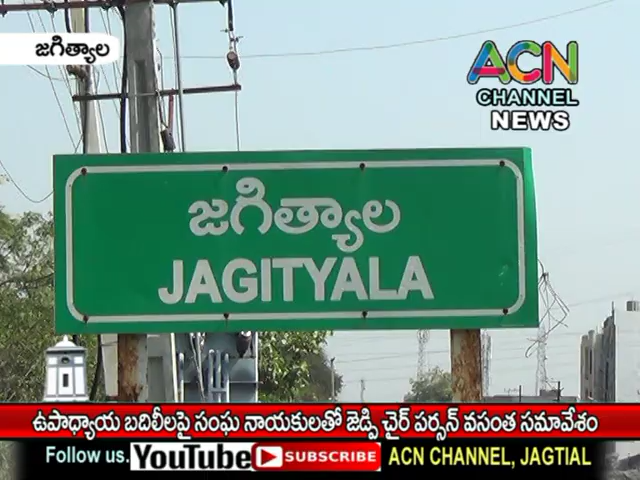 జగిత్యాల
ACN
CHANNEL
NEWS
జగిత్యాల
JAGITYALA
ఉపాధ్యాయ బదిలీలపై సంఘ నాయకులతో జెడ్పి చైర్ పర్సన్ వసంత సమావేశం
Follow us. YouTube SUBSCRIBE ACN CHANNEL, JAGTIAL